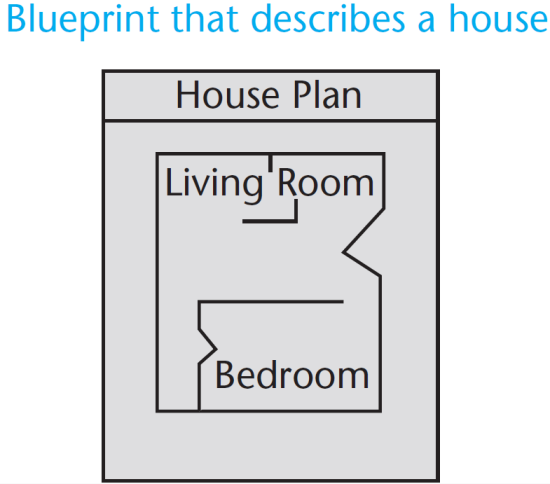 Blueprint that describes a house
House Plan
Living Room
Bedroom